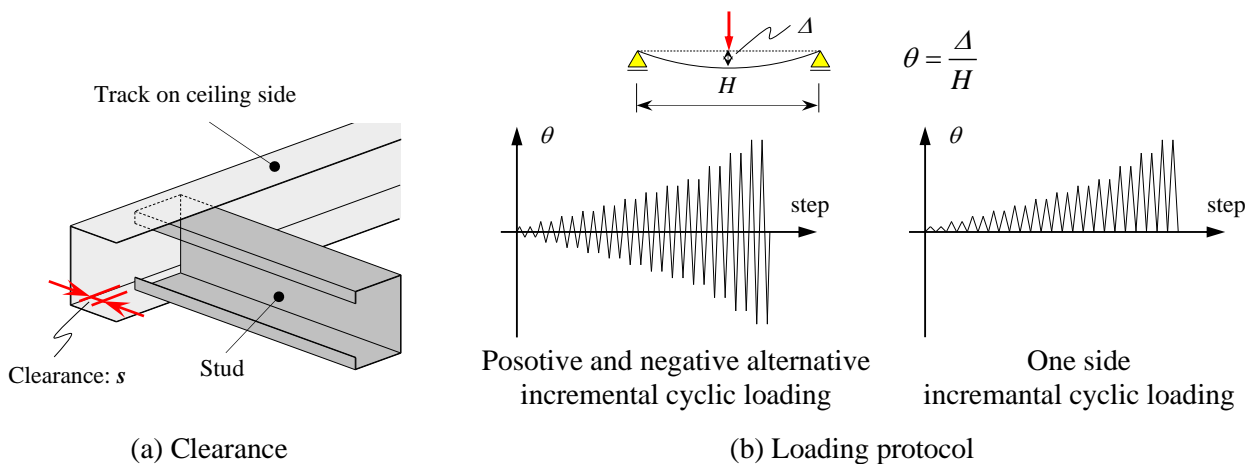 Track on ceiling side
Clearance: s
Stud
(a) Clearance
Δ
H
θ = Δ / H
θ
step
Posotive and negative alternative
incremental cyclic loading
θ
step
One side
incremantal cyclic loading
(b) Loading protocol